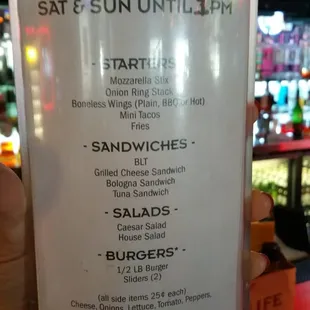 SAT & SUN UNTIL 1PM
- STARTERS -
Mozzarella Stix
Onion Ring Stack
Boneless Wings (Plain, BBQ or Hot)
Mini Tacos
Fries
- SANDWICHES -
BLT
Grilled Cheese Sandwich
Bologna Sandwich
Tuna Sandwich
- SALADS -
Caesar Salad
House Salad
- BURGERS* -
1/2 LB Burger
Sliders (2)
(all side items 25¢ each)
Cheese, Onions, Lettuce, Tomato, Peppers,
IFE